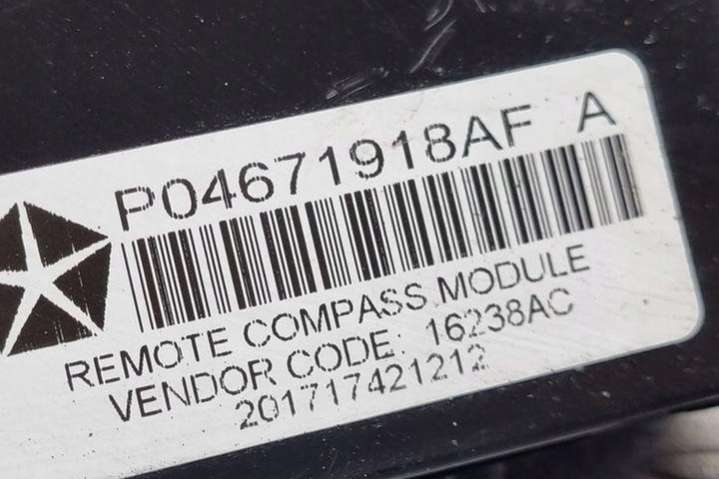 P04671918AF A
REMOTE COMPASS MODULE
VENDOR CODE: 16238AC
201717421212